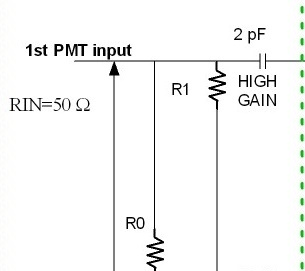 2 pF
1st PMT input
R1
HIGH
GAIN
RIN=50 Ω
R0